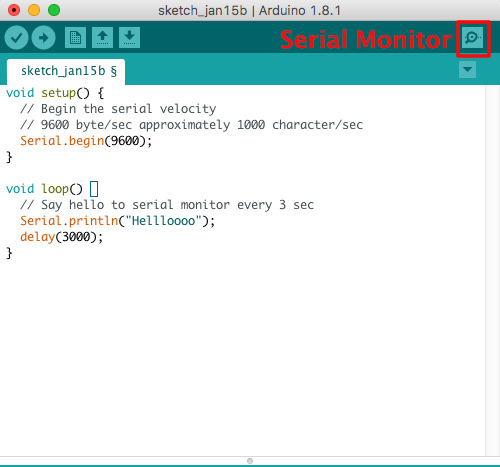 sketch_jan15b | Arduino 1.8.1
Serial Monitor
sketch_jan15b §
void setup() {
  // Begin the serial velocity
  // 9600 byte/sec approximately 1000 character/sec
  Serial.begin(9600);
}
void loop() {
  // Say hello to serial monitor every 3 sec
  Serial.println("Hellloooo");
  delay(3000);
}